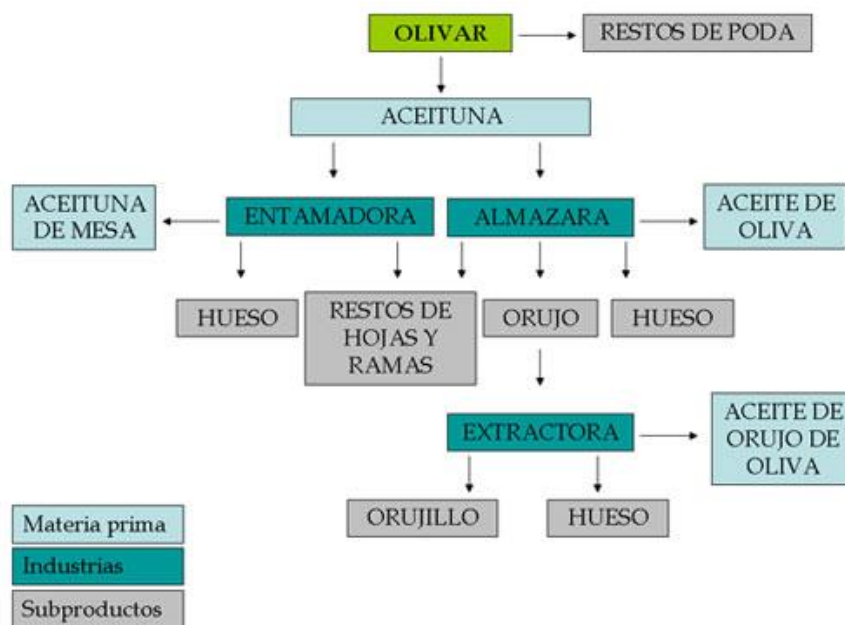 OLIVAR
RESTOS DE PODA
ACEITUNA
ACEITUNA
DE MESA
ENTAMADORA
ALMAZARA
ACEITE DE
OLIVA
HUESO
RESTOS DE
HOJAS Y
RAMAS
ORUJO
HUESO
EXTRACTORA
ACEITE DE
ORUJO DE
OLIVA
ORUJILLO
HUESO
Materia prima
Industrias
Subproductos